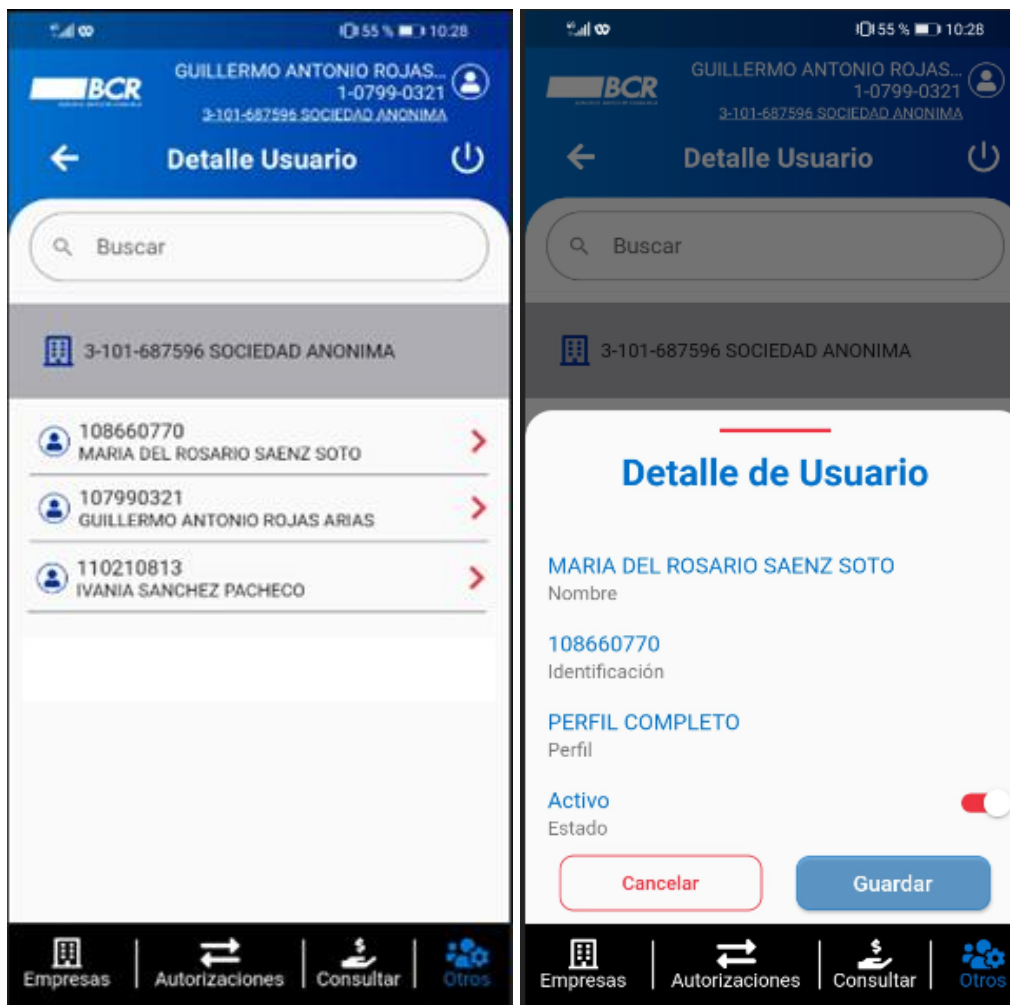 55 % 10:28
BCR
GUILLERMO ANTONIO ROJAS...
1-0799-0321
3-101-687596 SOCIEDAD ANONIMA
Detalle Usuario
Buscar
3-101-687596 SOCIEDAD ANONIMA
108660770
MARIA DEL ROSARIO SAENZ SOTO
107990321
GUILLERMO ANTONIO ROJAS ARIAS
110210813
IVANIA SANCHEZ PACHECO
Empresas
Autorizaciones
Consultar
Otros
55 % 10:28
BCR
GUILLERMO ANTONIO ROJAS...
1-0799-0321
3-101-687596 SOCIEDAD ANONIMA
Detalle Usuario
Buscar
3-101-687596 SOCIEDAD ANONIMA
Detalle de Usuario
MARIA DEL ROSARIO SAENZ SOTO
Nombre
108660770
Identificación
PERFIL COMPLETO
Perfil
Activo
Estado
Cancelar
Guardar
Empresas
Autorizaciones
Consultar
Otros